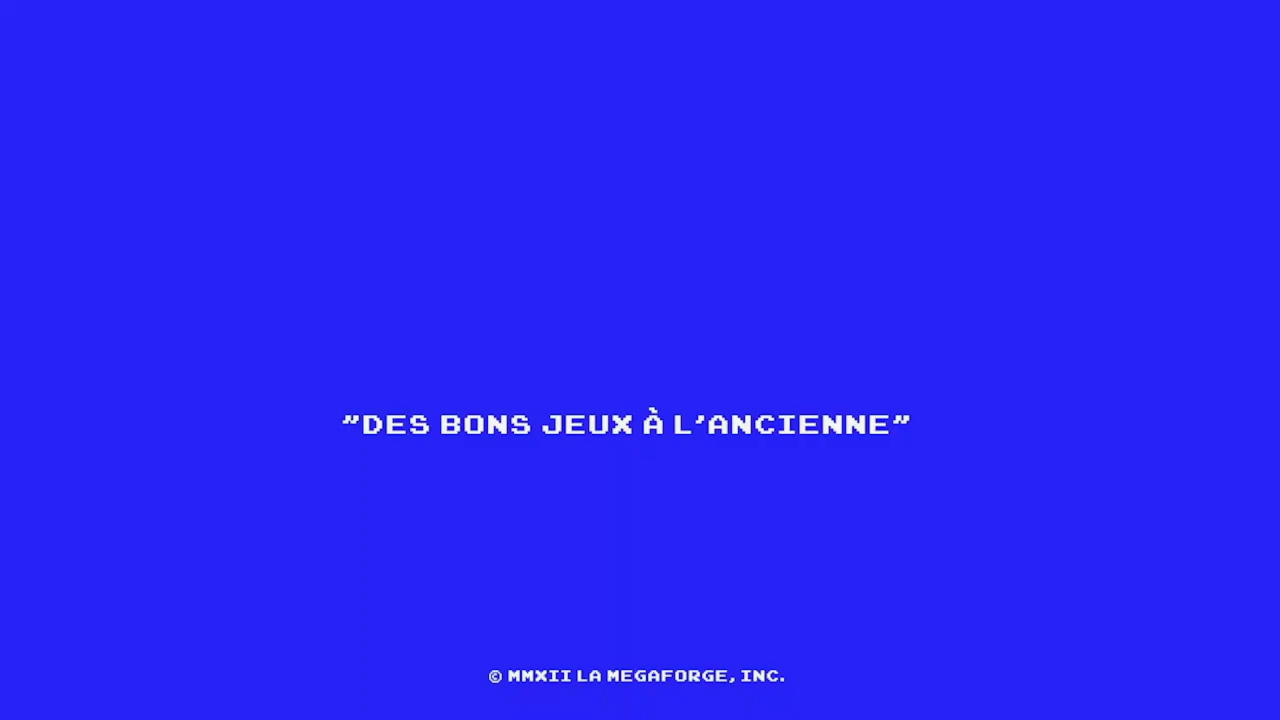 "DES BONS JEUX À L'ANCIENNE"
© MMXII LA MEGAFORGE, INC.